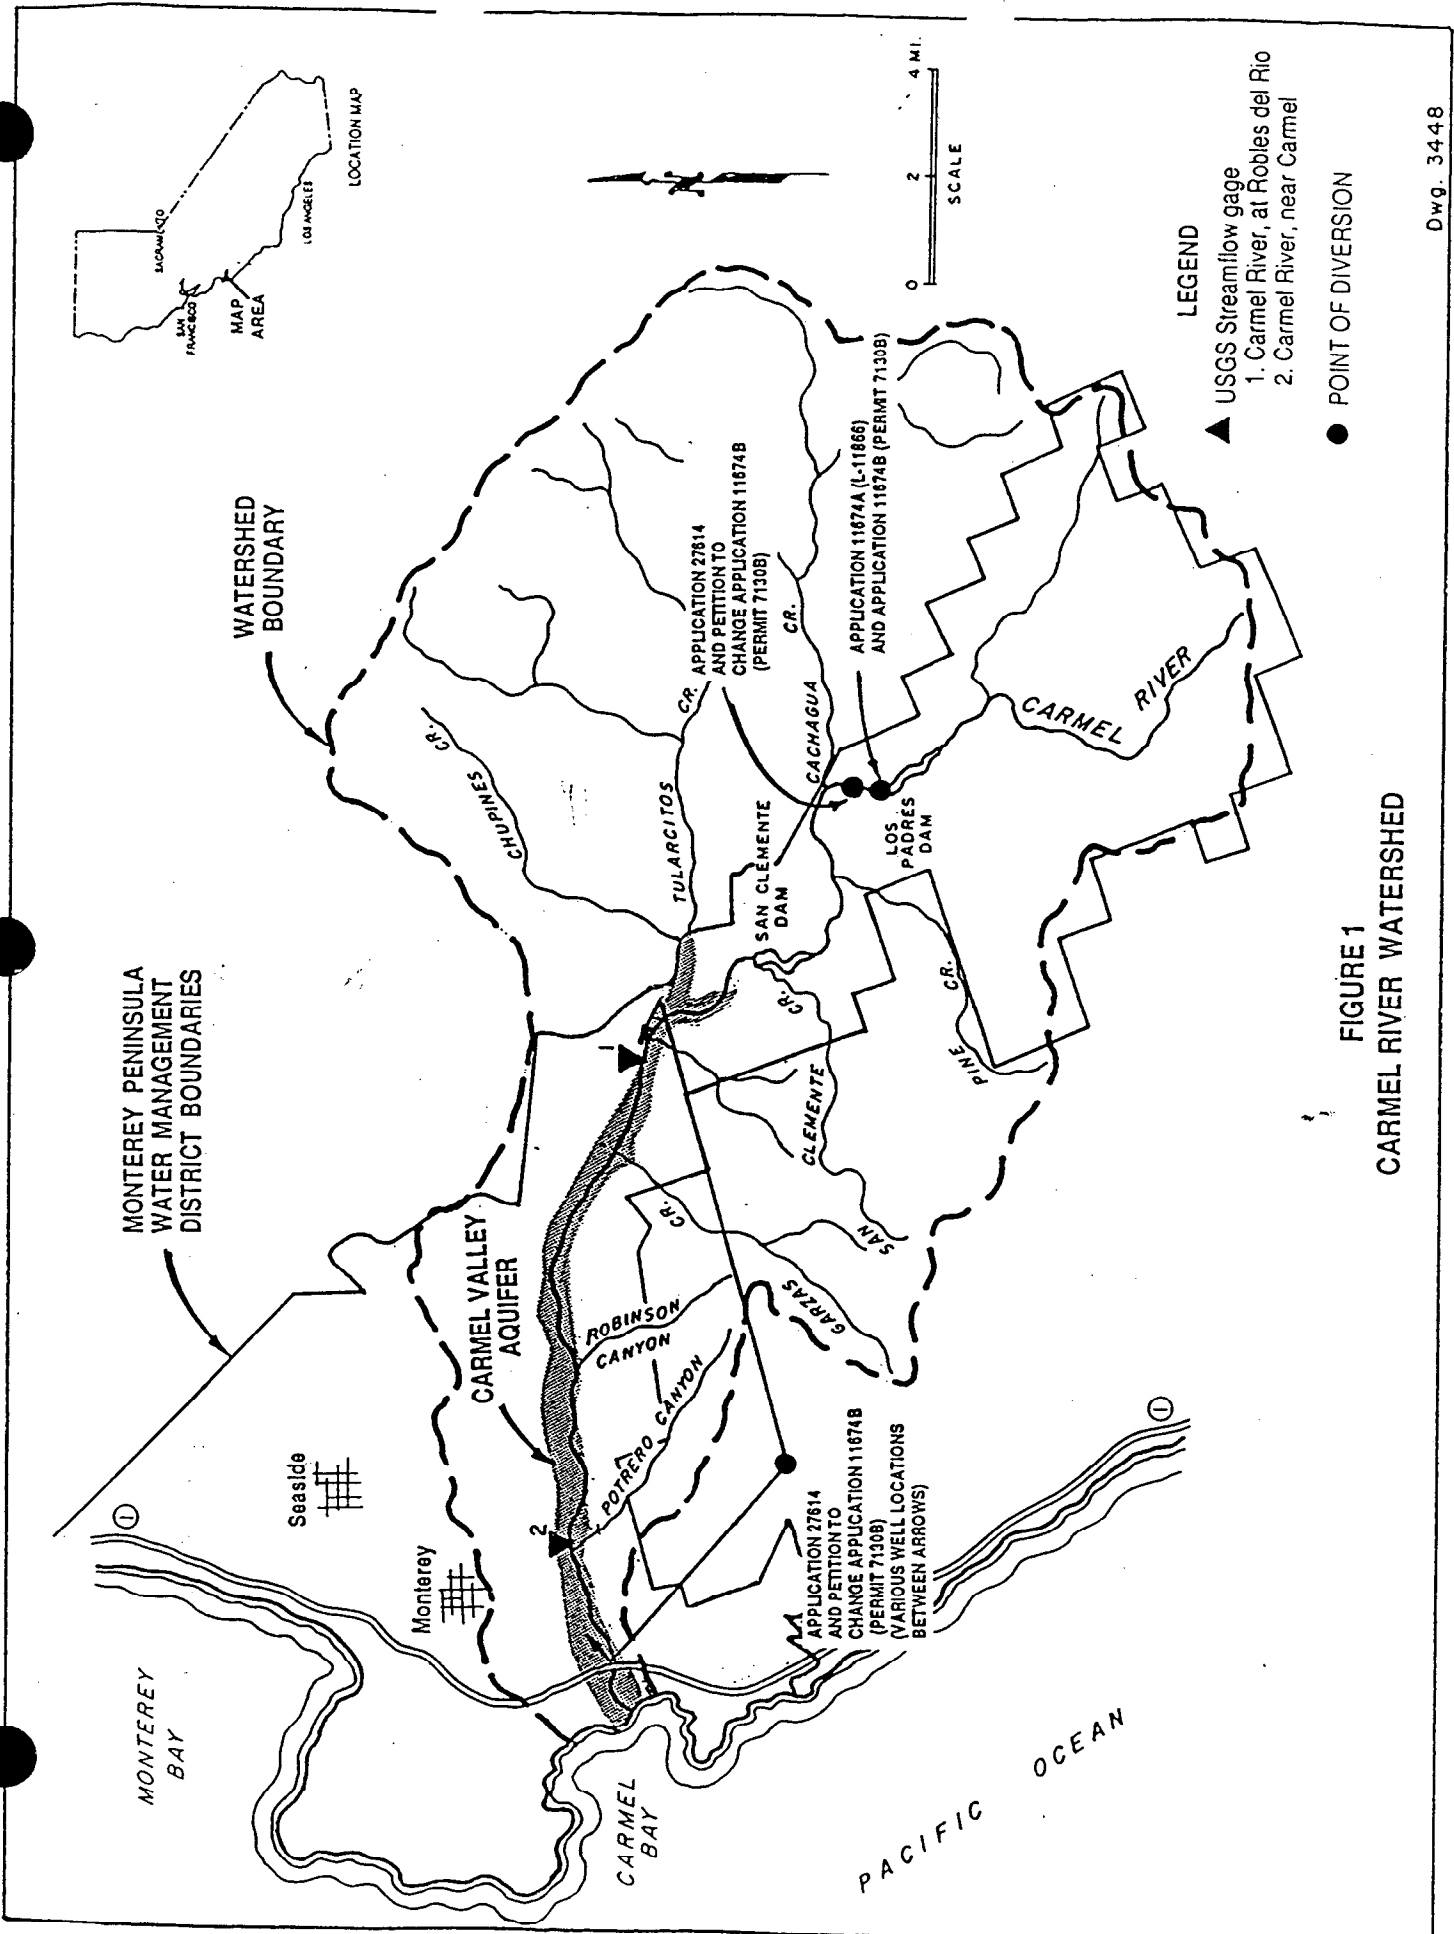 MONTEREY PENINSULA
WATER MANAGEMENT
DISTRICT BOUNDARIES
WATERSHED
BOUNDARY
SACRAMENTO
SAN
FRANCISCO
MAP
AREA
LOS ANGELES
LOCATION MAP
MONTEREY
BAY
1
Seaside
Monterey
CARMEL VALLEY
AQUIFER
CHUPINES
CR.
TULARCITOS
CR.
APPLICATION 27614
AND PETITION TO
CHANGE APPLICATION 11674B
(PERMIT 7130B)
2
1
POTRERO CANYON
ROBINSON
CANYON
GARZAS
CR.
SAN
CLEMENTE
CR.
SAN CLEMENTE
DAM
CACHAGUA
CR.
APPLICATION 11674A (L-11866)
AND APPLICATION 11674B (PERMIT 7130B)
LOS
PADRES
DAM
PINE
CR.
CARMEL
RIVER
CARMEL
BAY
APPLICATION 27614
AND PETITION TO
CHANGE APPLICATION 11674B
(PERMIT 7130B)
(VARIOUS WELL LOCATIONS
BETWEEN ARROWS)
1
PACIFIC OCEAN
0 2 4 MI.
SCALE
LEGEND
USGS Streamflow gage
1. Carmel River, at Robles del Rio
2. Carmel River, near Carmel
POINT OF DIVERSION
FIGURE 1
CARMEL RIVER WATERSHED
Dwg. 3448